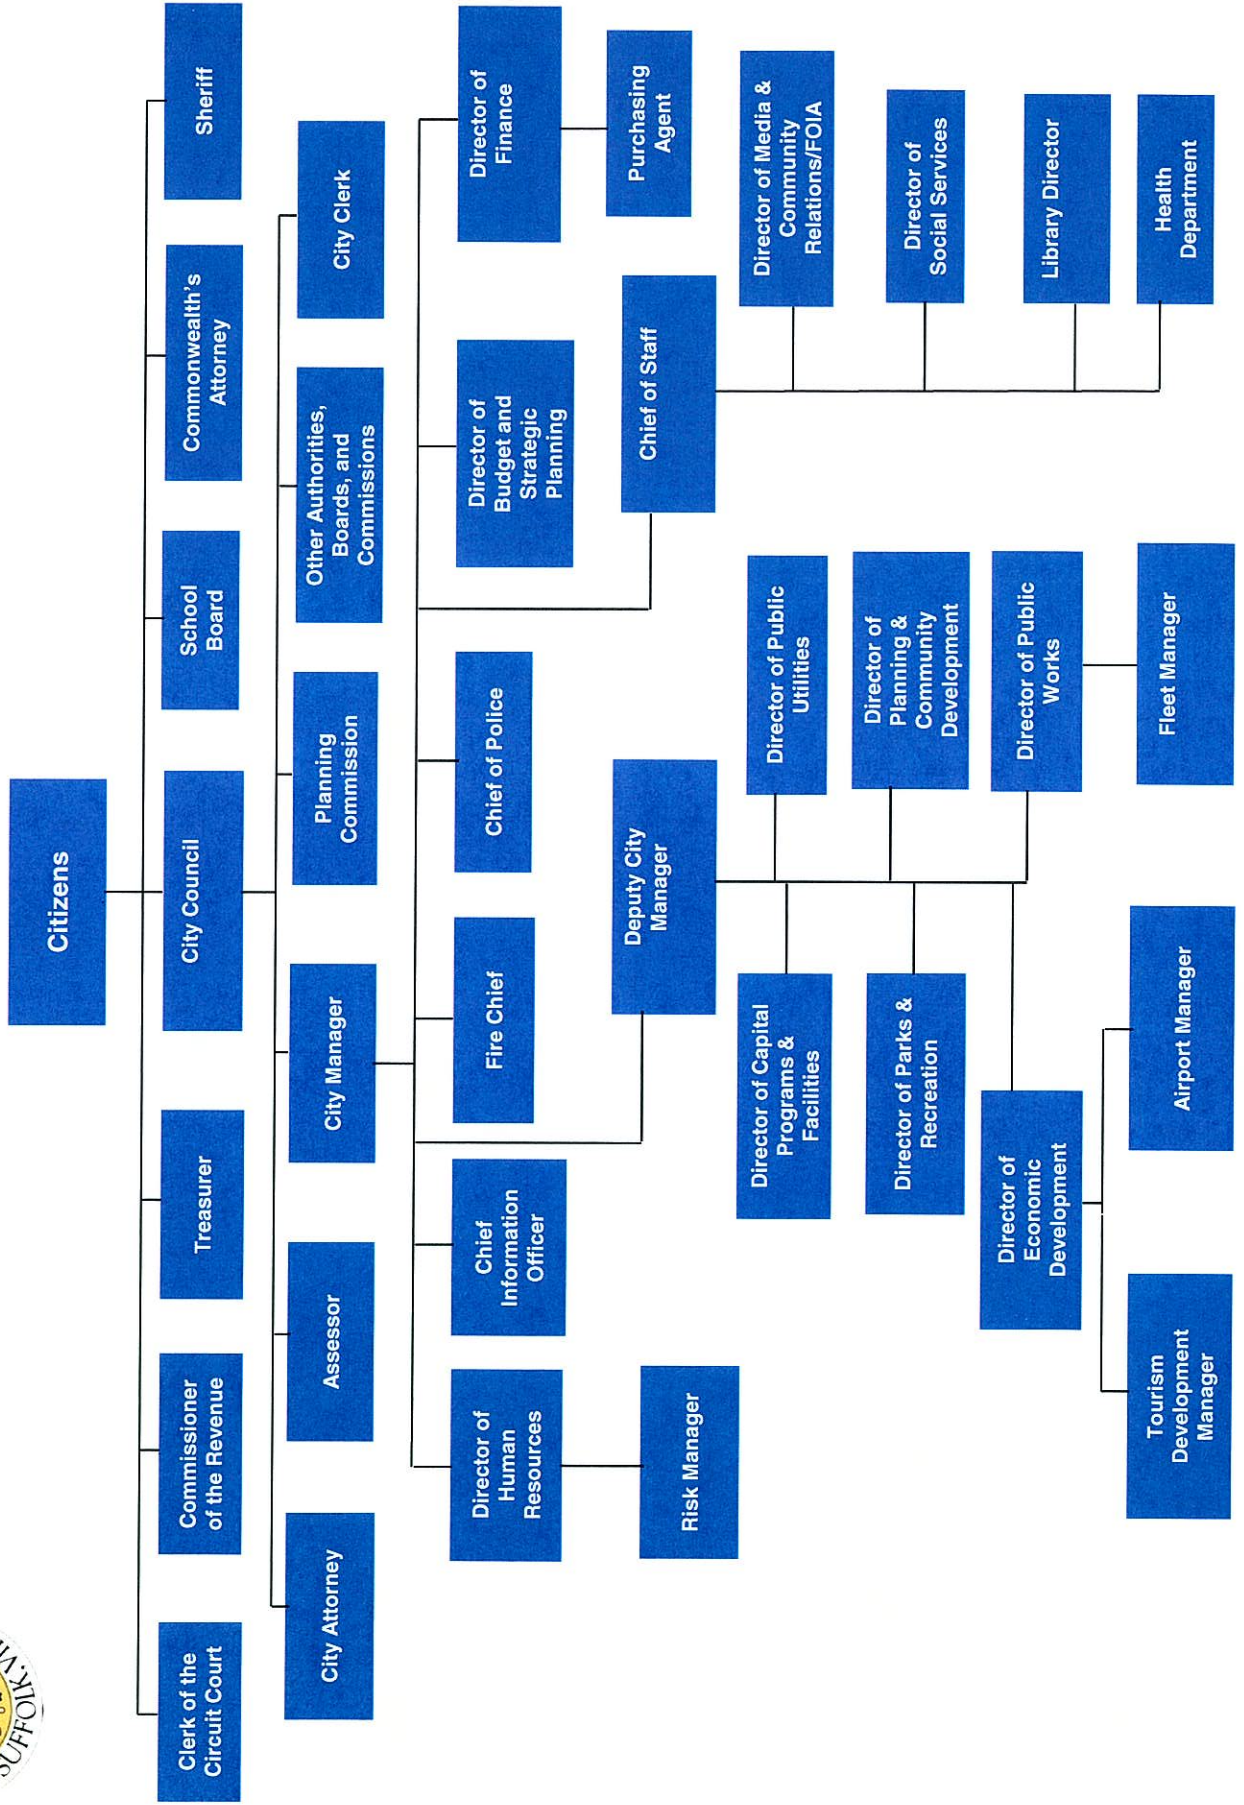 SUFFOLK
Citizens
Clerk of the
Circuit Court
Commissioner
of the Revenue
Treasurer
City Council
School
Board
Commonwealth's
Attorney
Sheriff
City Attorney
Assessor
City Manager
Planning
Commission
Other Authorities,
Boards, and
Commissions
City Clerk
Director of
Human
Resources
Chief
Information
Officer
Fire Chief
Chief of Police
Director of
Budget and
Strategic
Planning
Director of
Finance
Risk Manager
Deputy City
Manager
Chief of Staff
Purchasing
Agent
Director of Capital
Programs &
Facilities
Director of Public
Utilities
Director of Media &
Community
Relations/FOIA
Director of Parks &
Recreation
Director of
Planning &
Community
Development
Director of
Social Services
Director of
Economic
Development
Director of Public
Works
Library Director
Tourism
Development
Manager
Airport Manager
Fleet Manager
Health
Department